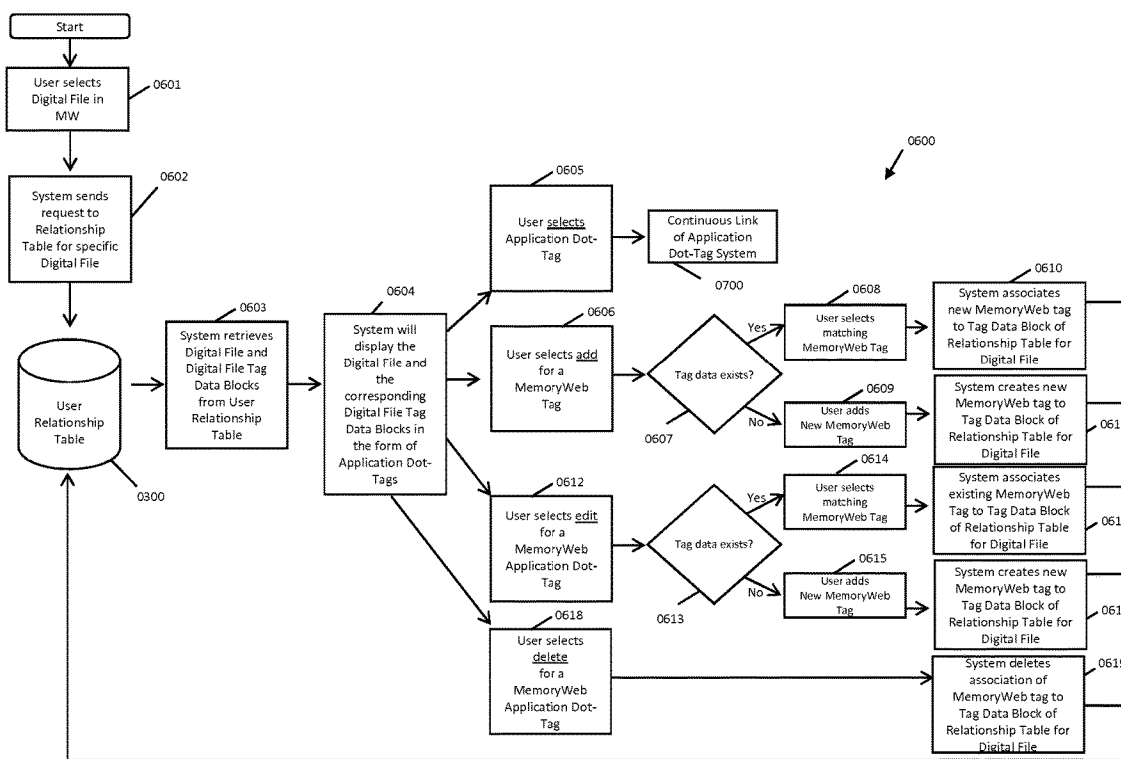 Start
User selects
Digital File in
MW
0601
System sends
request to
Relationship
Table for specific
Digital File
0602
User
Relationship
Table
0300
0603
System retrieves
Digital File and
Digital File Tag
Data Blocks
from User
Relationship
Table
0604
System will
display the
Digital File and
the
corresponding
Digital File Tag
Data Blocks in
the form of
Application Dot-
Tags
0600
0605
User selects
Application Dot-
Tag
Continuous Link
of Application
Dot-Tag System
0700
0606
User selects add
for a
MemoryWeb
Tag
Tag data exists?
0607
Yes
No
0608
User selects
matching
MemoryWeb Tag
0609
User adds
New MemoryWeb
Tag
0610
System associates
new MemoryWeb tag
to Tag Data Block of
Relationship Table for
Digital File
System creates new
MemoryWeb tag to
Tag Data Block of
Relationship Table for
Digital File
061
0612
User selects edit
for a
MemoryWeb
Application Dot-
Tag
Tag data exists?
0613
Yes
No
0614
User selects
matching
MemoryWeb Tag
0615
User adds
New MemoryWeb
Tag
System associates
existing MemoryWeb
Tag to Tag Data Block
of Relationship Table
for Digital File
061
System creates new
MemoryWeb tag to
Tag Data Block of
Relationship Table for
Digital File
061
0618
User selects
delete
for a
MemoryWeb
Application Dot-
Tag
System deletes
association of
MemoryWeb tag to
Tag Data Block of
Relationship Table for
Digital File
0619